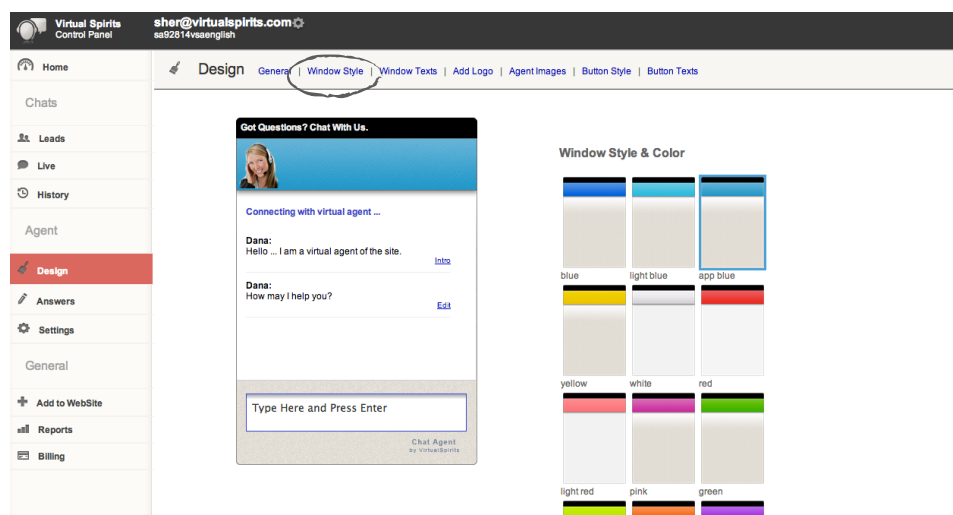 Virtual Spirits
Control Panel
sher@virtualspirits.com
sa92814vsaenglish
Home
Chats
Leads
Live
History
Agent
Design
Answers
Settings
General
Add to WebSite
Reports
Billing
Design General | Window Style | Window Texts | Add Logo | Agent Images | Button Style | Button Texts
Got Questions? Chat With Us.
Connecting with virtual agent ...
Dana:
Hello ... I am a virtual agent of the site.
Intro
Dana:
How may I help you?
Edit
Type Here and Press Enter
Chat Agent
by VirtualSpirits
Window Style & Color
blue light blue app blue
yellow white red
light red pink green